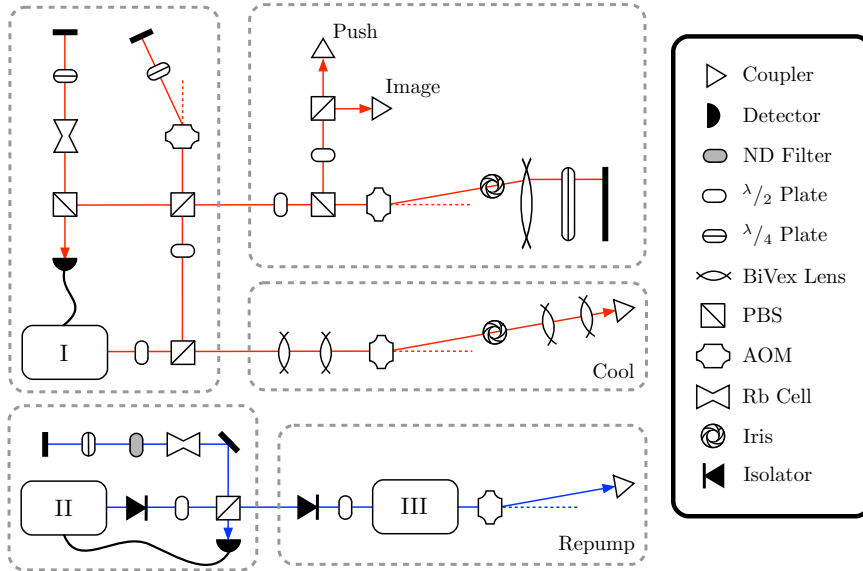 Push
Image
I
Cool
II
III
Repump
Coupler
Detector
ND Filter
λ/2 Plate
λ/4 Plate
BiVex Lens
PBS
AOM
Rb Cell
Iris
Isolator